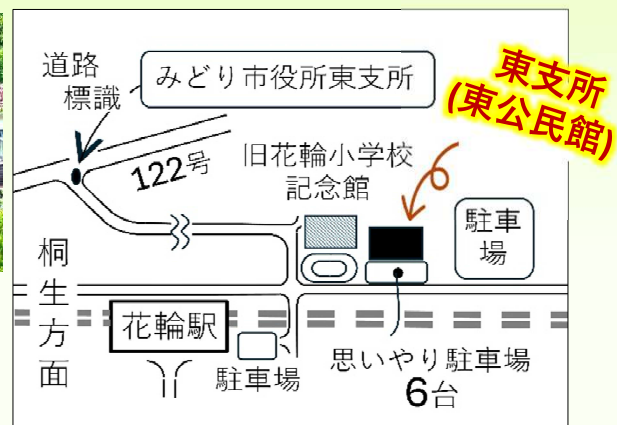 道路
標識
みどり市役所東支所
東支所
(東公民館)
122号
旧花輪小学校
記念館
駐車
場
桐生方面
花輪駅
駐車場
思いやり駐車場
6台